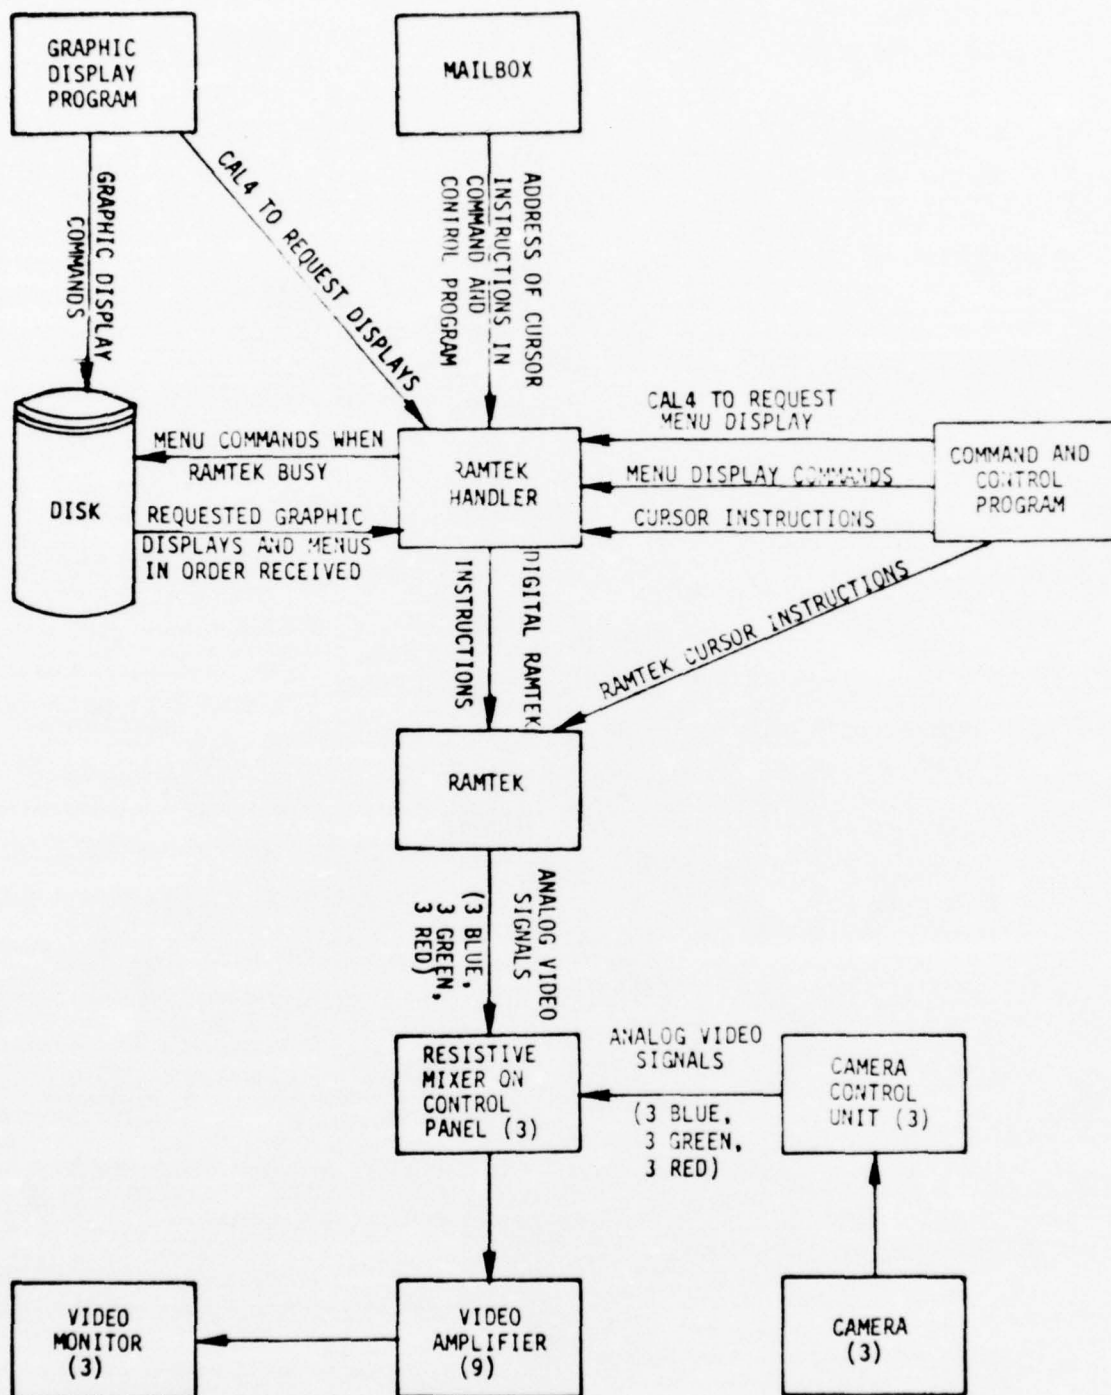 GRAPHIC
DISPLAY
PROGRAM
MAILBOX
GRAPHIC DISPLAY
COMMANDS
CAL4 TO REQUEST DISPLAYS
ADDRESS OF CURSOR
INSTRUCTIONS IN
COMMAND AND
CONTROL PROGRAM
CAL4 TO REQUEST
MENU DISPLAY
MENU DISPLAY COMMANDS
CURSOR INSTRUCTIONS
COMMAND AND
CONTROL
PROGRAM
MENU COMMANDS WHEN
RAMTEK BUSY
RAMTEK
HANDLER
DISK
REQUESTED GRAPHIC
DISPLAYS AND MENUS
IN ORDER RECEIVED
DIGITAL RAMTEK
INSTRUCTIONS
RAMTEK CURSOR INSTRUCTIONS
RAMTEK
ANALOG VIDEO
SIGNALS
(3 BLUE,
3 GREEN,
3 RED)
RESISTIVE
MIXER ON
CONTROL
PANEL (3)
ANALOG VIDEO
SIGNALS
(3 BLUE,
3 GREEN,
3 RED)
CAMERA
CONTROL
UNIT (3)
VIDEO
MONITOR
(3)
VIDEO
AMPLIFIER
(9)
CAMERA
(3)